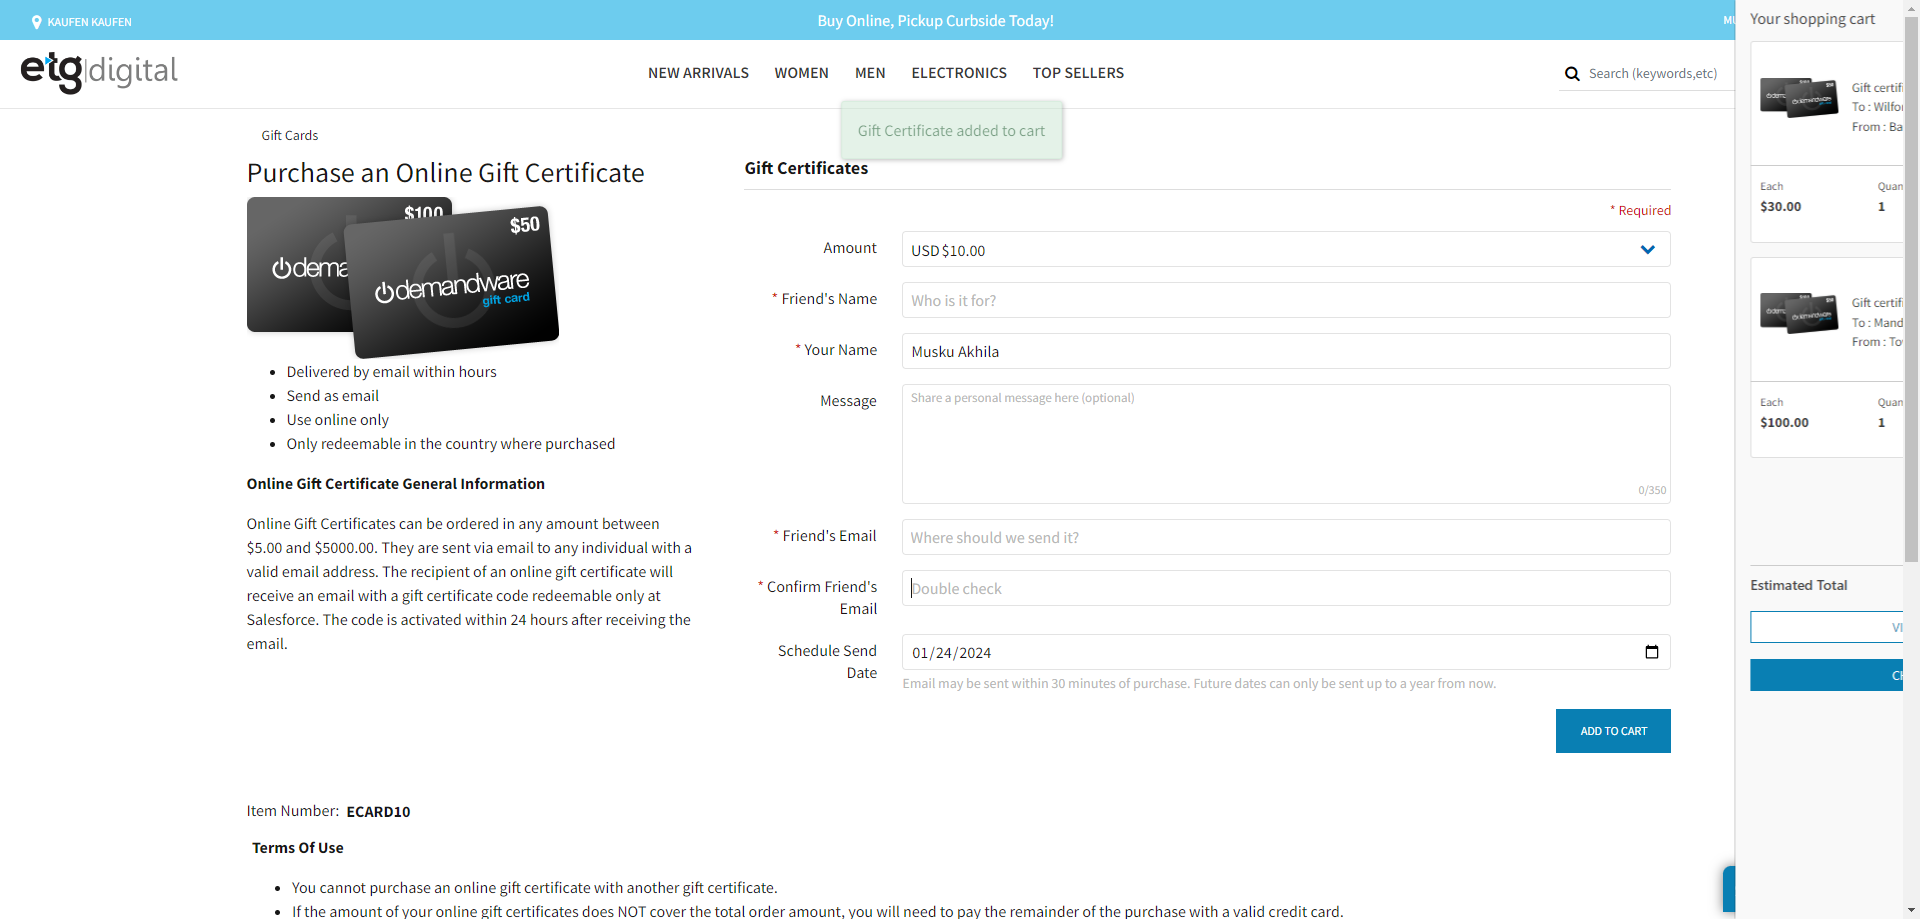 KAUFEN KAUFEN
Buy Online, Pickup Curbside Today!
etg|digital
NEW ARRIVALS WOMEN MEN ELECTRONICS TOP SELLERS
Search (keywords,etc)
Gift Cards
Gift Certificate added to cart
Purchase an Online Gift Certificate
$100
$50
demandware
gift card
Delivered by email within hours
Send as email
Use online only
Only redeemable in the country where purchased
Online Gift Certificate General Information
Online Gift Certificates can be ordered in any amount between
$5.00 and $5000.00. They are sent via email to any individual with a
valid email address. The recipient of an online gift certificate will
receive an email with a gift certificate code redeemable only at
Salesforce. The code is activated within 24 hours after receiving the
email.
Gift Certificates
* Required
Amount
USD $10.00
* Friend's Name
Who is it for?
* Your Name
Musku Akhila
Message
Share a personal message here (optional)
0/350
* Friend's Email
Where should we send it?
* Confirm Friend's
Email
Double check
Schedule Send
Date
01/24/2024
Email may be sent within 30 minutes of purchase. Future dates can only be sent up to a year from now.
ADD TO CART
Item Number: ECARD10
Terms Of Use
You cannot purchase an online gift certificate with another gift certificate.
If the amount of your online gift certificates does NOT cover the total order amount, you will need to pay the remainder of the purchase with a valid credit card.
Your shopping cart
Gift certifi
To : Wilfo
From : Ba
Each
Quan
$30.00
1
Gift certifi
To : Mand
From : To
Each
Quan
$100.00
1
Estimated Total